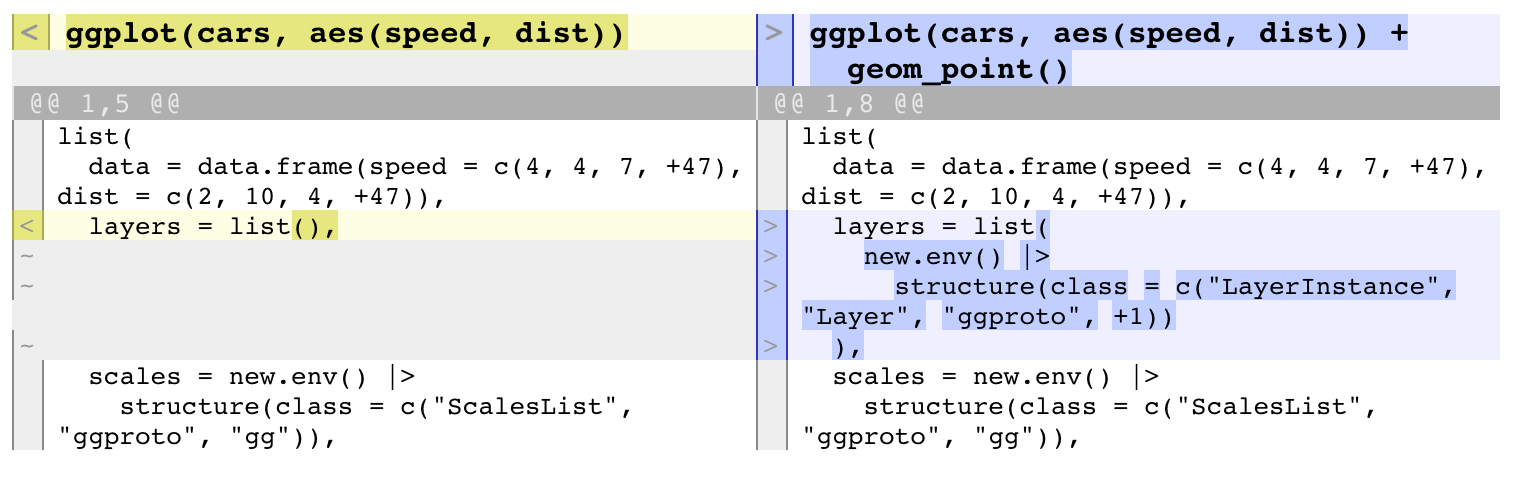 < ggplot(cars, aes(speed, dist))
@@ 1,5 @@
list(
  data = data.frame(speed = c(4, 4, 7, +47),
dist = c(2, 10, 4, +47)),
<   layers = list(),
~
~
~
  scales = new.env() |>
    structure(class = c("ScalesList",
"ggproto", "gg")),
> ggplot(cars, aes(speed, dist)) +
    geom_point()
@@ 1,8 @@
list(
  data = data.frame(speed = c(4, 4, 7, +47),
dist = c(2, 10, 4, +47)),
>   layers = list(
>     new.env() |>
>       structure(class = c("LayerInstance",
"Layer", "ggproto", +1))
>   ),
  scales = new.env() |>
    structure(class = c("ScalesList",
"ggproto", "gg")),